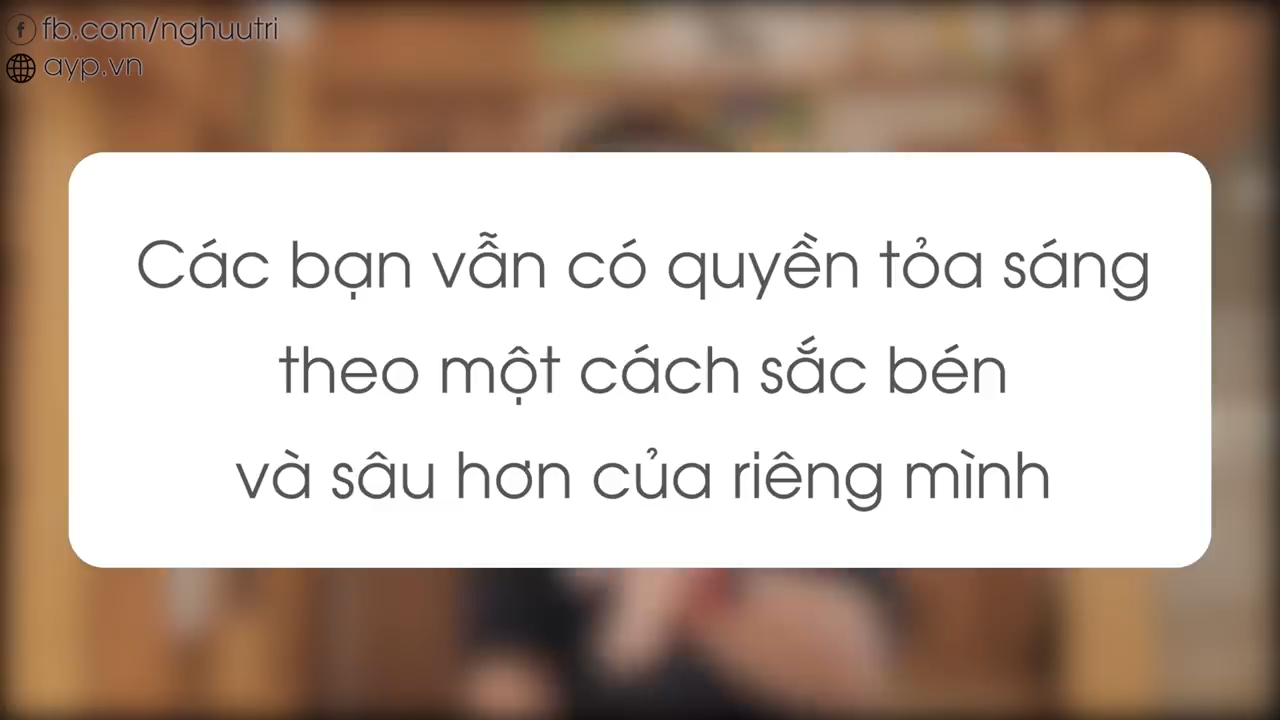 fb.com/nghuutri
ayp.vn
Các bạn vẫn có quyền tỏa sáng
theo một cách sắc bén
và sâu hơn của riêng mình